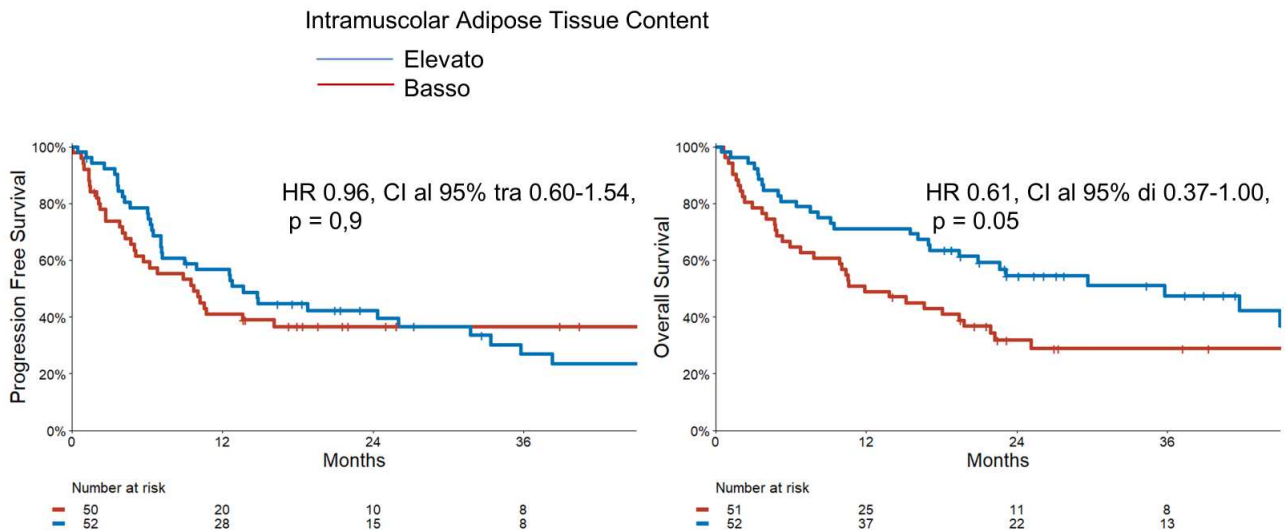 Intramuscolar Adipose Tissue Content
Elevato
Basso
Progression Free Survival
100%
80%
60%
40%
20%
0%
HR 0.96, CI al 95% tra 0.60-1.54,
p = 0,9
0 12 24 36
Months
Number at risk
50 20 10 8
52 28 15 8
Overall Survival
100%
80%
60%
40%
20%
0%
HR 0.61, CI al 95% di 0.37-1.00,
p = 0.05
0 12 24 36
Months
Number at risk
51 25 11 8
52 37 22 13